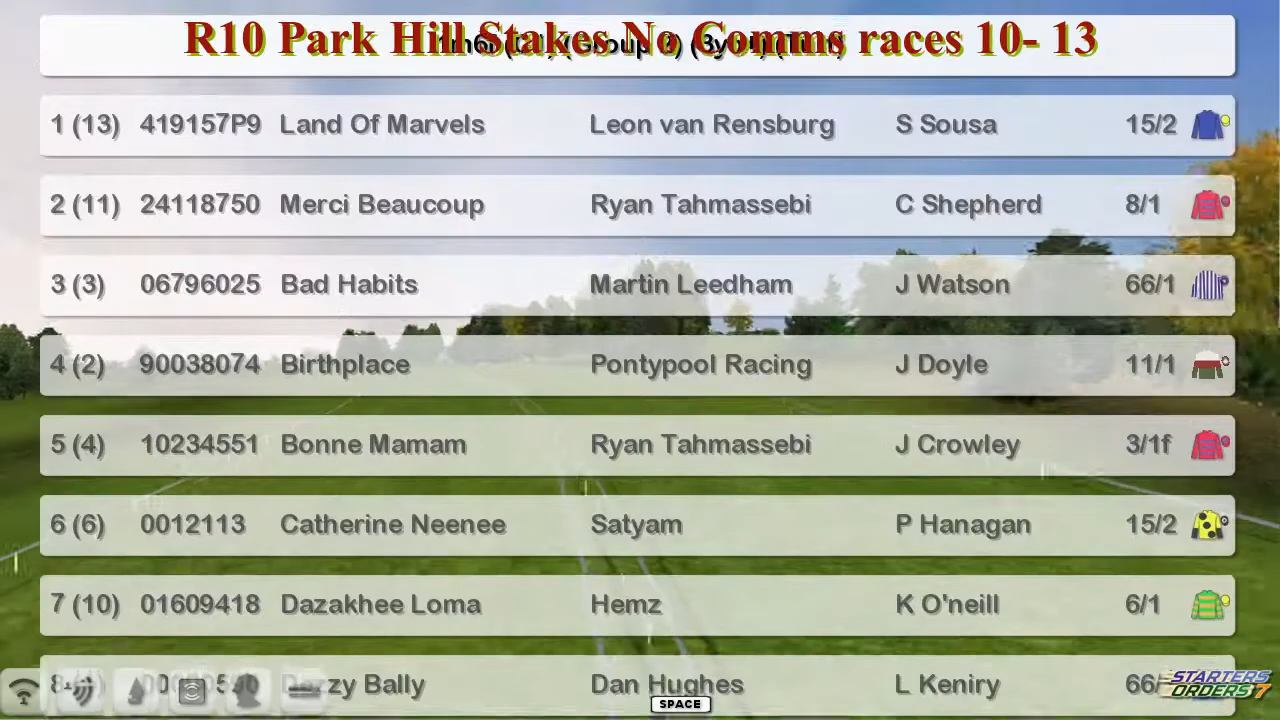 R10 Park Hill Stakes No Comms races 10- 13
1 (13) 419157P9 Land Of Marvels Leon van Rensburg S Sousa 15/2
2 (11) 24118750 Merci Beaucoup Ryan Tahmassebi C Shepherd 8/1
3 (3) 06796025 Bad Habits Martin Leedham J Watson 66/1
4 (2) 90038074 Birthplace Pontypool Racing J Doyle 11/1
5 (4) 10234551 Bonne Mamam Ryan Tahmassebi J Crowley 3/1f
6 (6) 0012113 Catherine Neenee Satyam P Hanagan 15/2
7 (10) 01609418 Dazakhee Loma Hemz K O'neill 6/1
Bally Dan Hughes L Keniry
SPACE
STARTERS ORDERS 7